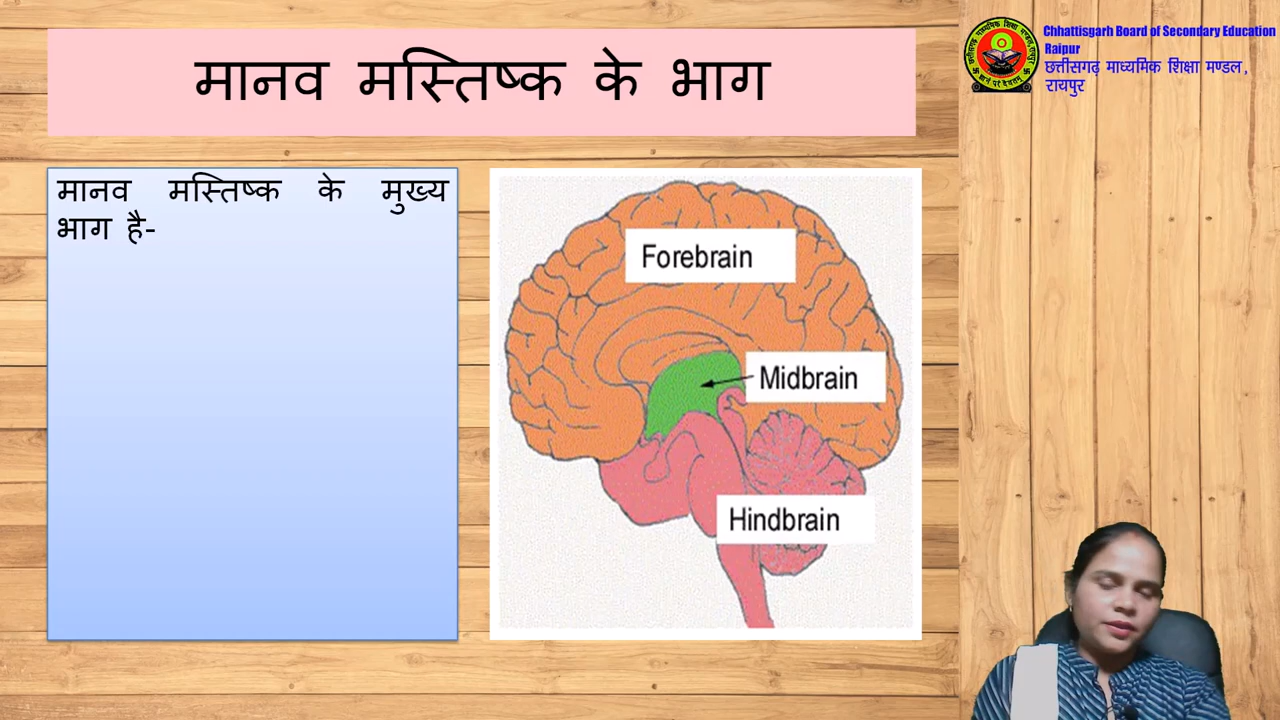 मानव मस्तिष्क के भाग
Chhattisgarh Board of Secondary Education
Raipur
छत्तीसगढ़ माध्यमिक शिक्षा मण्डल,
रायपुर
मानव मस्तिष्क के मुख्य
भाग है-
Forebrain
Midbrain
Hindbrain